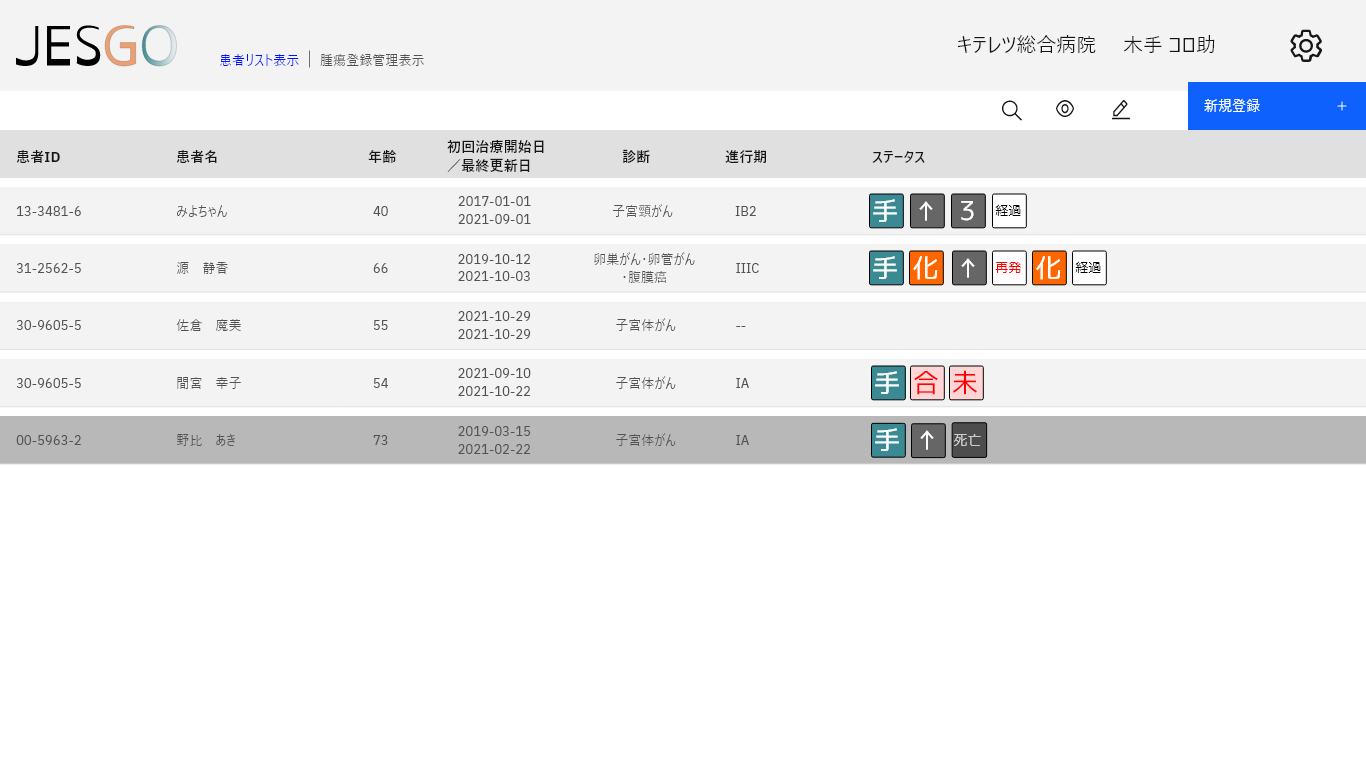 JESGO
患者リスト表示 | 腫瘍登録管理表示
キテレツ総合病院 木手 コロ助
新規登録 +
患者ID 患者名 年齢 初回治療開始日 診断 進行期 ステータス
／最終更新日
13-3481-6 みよちゃん 40 2017-01-01 子宮頸がん IB2 手 ↑ 3 経過
2021-09-01
31-2562-5 源　静香 66 2019-10-12 卵巣がん・卵管がん IIIC 手 化 ↑ 再発 化 経過
2021-10-03 ・腹膜癌
30-9605-5 佐倉　魔美 55 2021-10-29 子宮体がん --
2021-10-29
30-9605-5 間宮　幸子 54 2021-09-10 子宮体がん IA 手 合 未
2021-10-22
00-5963-2 野比　あき 73 2019-03-15 子宮体がん IA 手 ↑ 死亡
2021-02-22